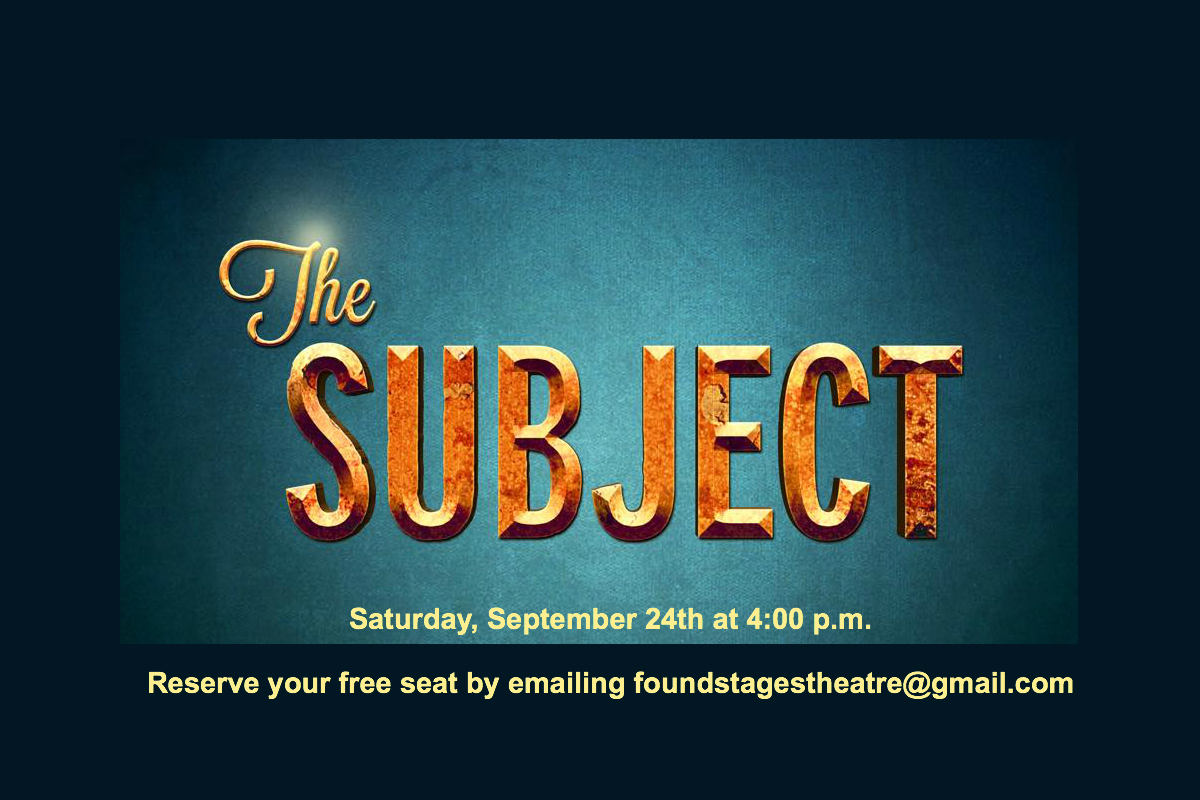 The
SUBJECT
Saturday, September 24th at 4:00 p.m.
Reserve your free seat by emailing foundstagestheatre@gmail.com